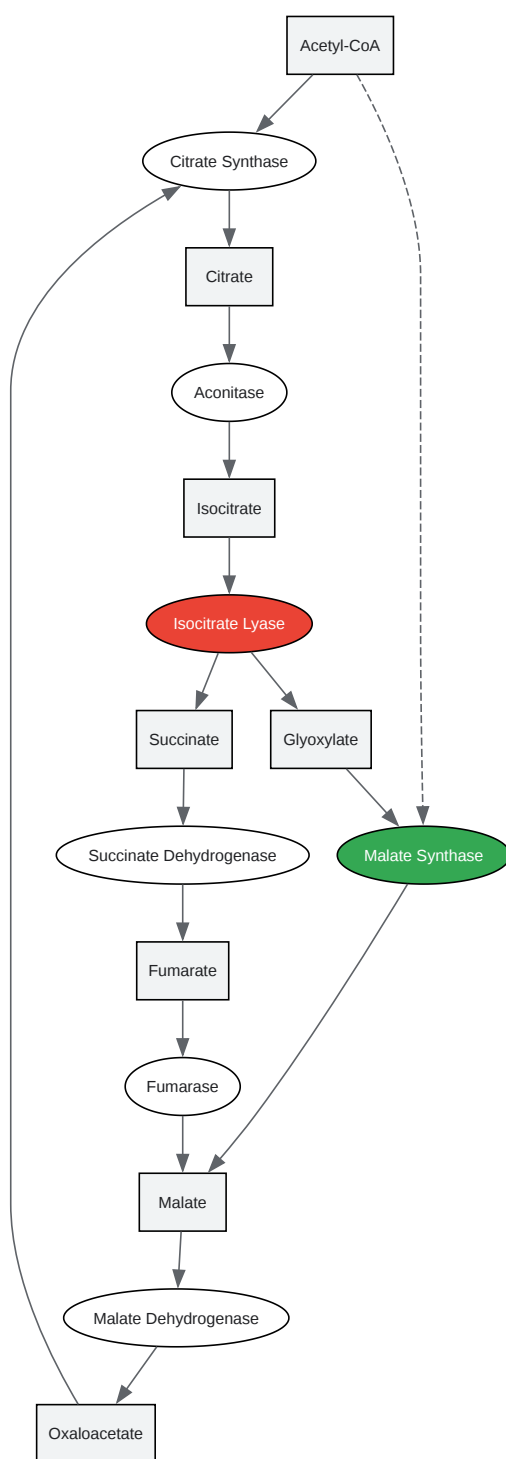 Acetyl-CoA
Citrate Synthase
Citrate
Aconitase
Isocitrate
Isocitrate Lyase
Succinate
Glyoxylate
Succinate Dehydrogenase
Malate Synthase
Fumarate
Fumarase
Malate
Malate Dehydrogenase
Oxaloacetate